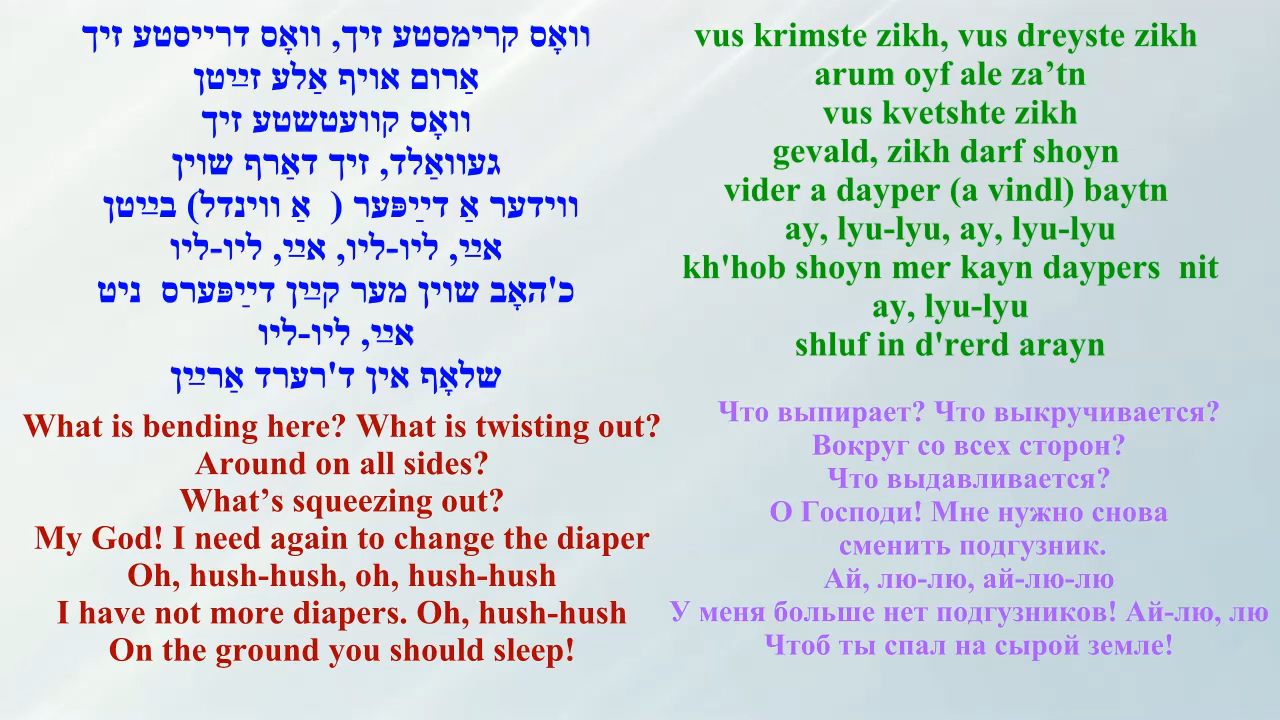 וואָס קרימסטע זיך, וואָס דרייסטע זיך
אַרום אויף אַלע זײַטן
וואָס קוועטשטע זיך
געוואַלד, זיך דאַרף שוין
ווידער אַ דײַפּער ( אַ ווינדל) בײַטן
אײַ, ליו-ליו, אײַ, ליו-ליו
כ'האָב שוין מער קײַן דײַפּערס ניט
אײַ, ליו-ליו
שלאָף אין ד'רערד אַרײַן
vus krimste zikh, vus dreyste zikh
arum oyf ale za’tn
vus kvetshte zikh
gevald, zikh darf shoyn
vider a dayper (a vindl) baytn
ay, lyu-lyu, ay, lyu-lyu
kh'hob shoyn mer kayn daypers nit
ay, lyu-lyu
shluf in d'rerd arayn
What is bending here? What is twisting out?
Around on all sides?
What’s squeezing out?
My God! I need again to change the diaper
Oh, hush-hush, oh, hush-hush
I have not more diapers. Oh, hush-hush
On the ground you should sleep!
Что выпирает? Что выкручивается?
Вокруг со всех сторон?
Что выдавливается?
О Господи! Мне нужно снова
сменить подгузник.
Ай, лю-лю, ай-лю-лю
У меня больше нет подгузников! Ай-лю, лю
Чтоб ты спал на сырой земле!